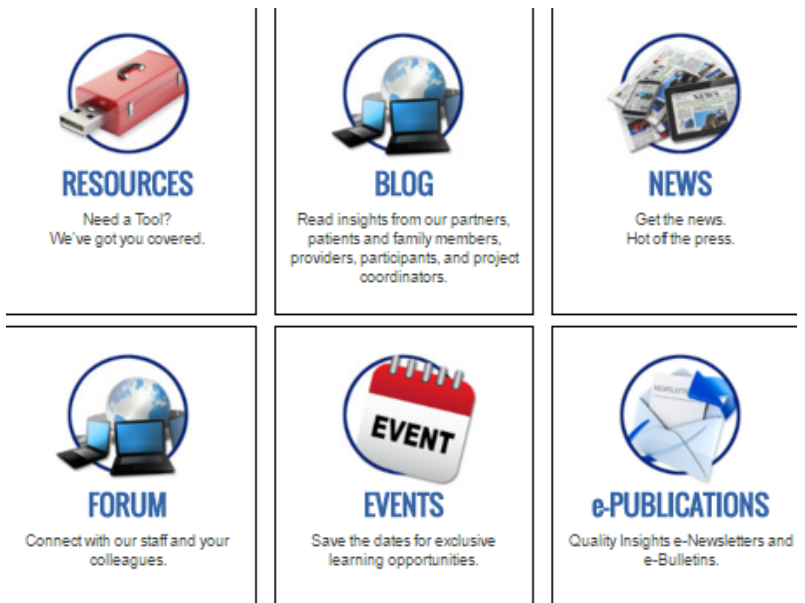 RESOURCES
Need a Tool?
We've got you covered.
BLOG
Read insights from our partners,
patients and family members,
providers, participants, and project
coordinators.
NEWS
NEWS
Get the news.
Hot off the press.
FORUM
Connect with our staff and your
colleagues.
EVENT
EVENTS
Save the dates for exclusive
learning opportunities.
NEWSLETTER
e-PUBLICATIONS
Quality Insights e-Newsletters and
e-Bulletins.